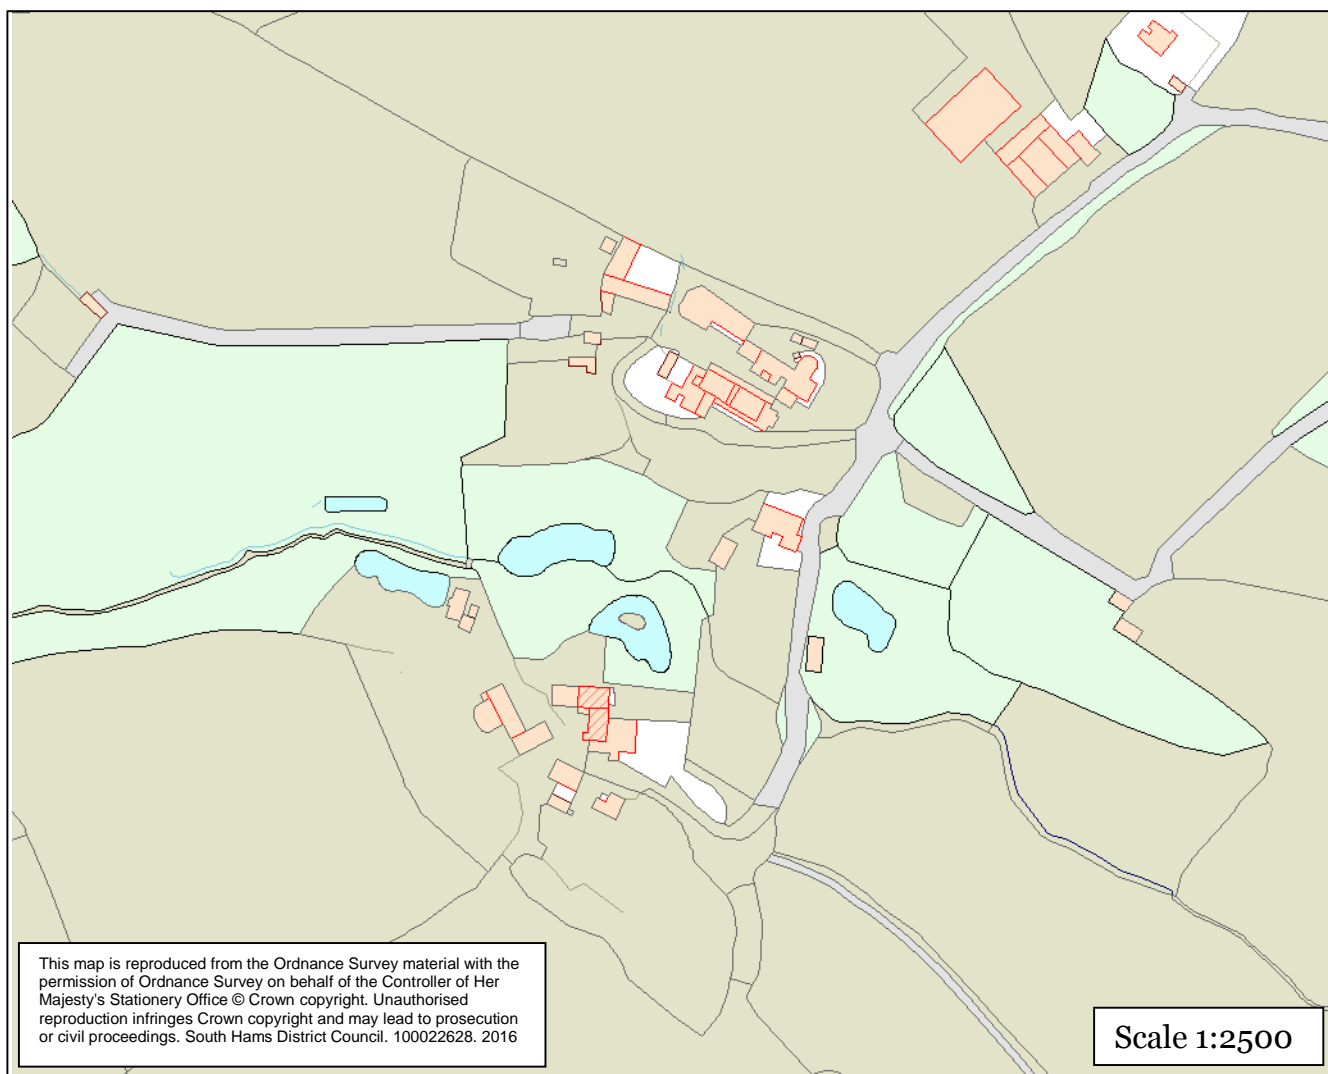 This map is reproduced from the Ordnance Survey material with the
permission of Ordnance Survey on behalf of the Controller of Her
Majesty's Stationery Office © Crown copyright. Unauthorised
reproduction infringes Crown copyright and may lead to prosecution
or civil proceedings. South Hams District Council. 100022628. 2016
Scale 1:2500